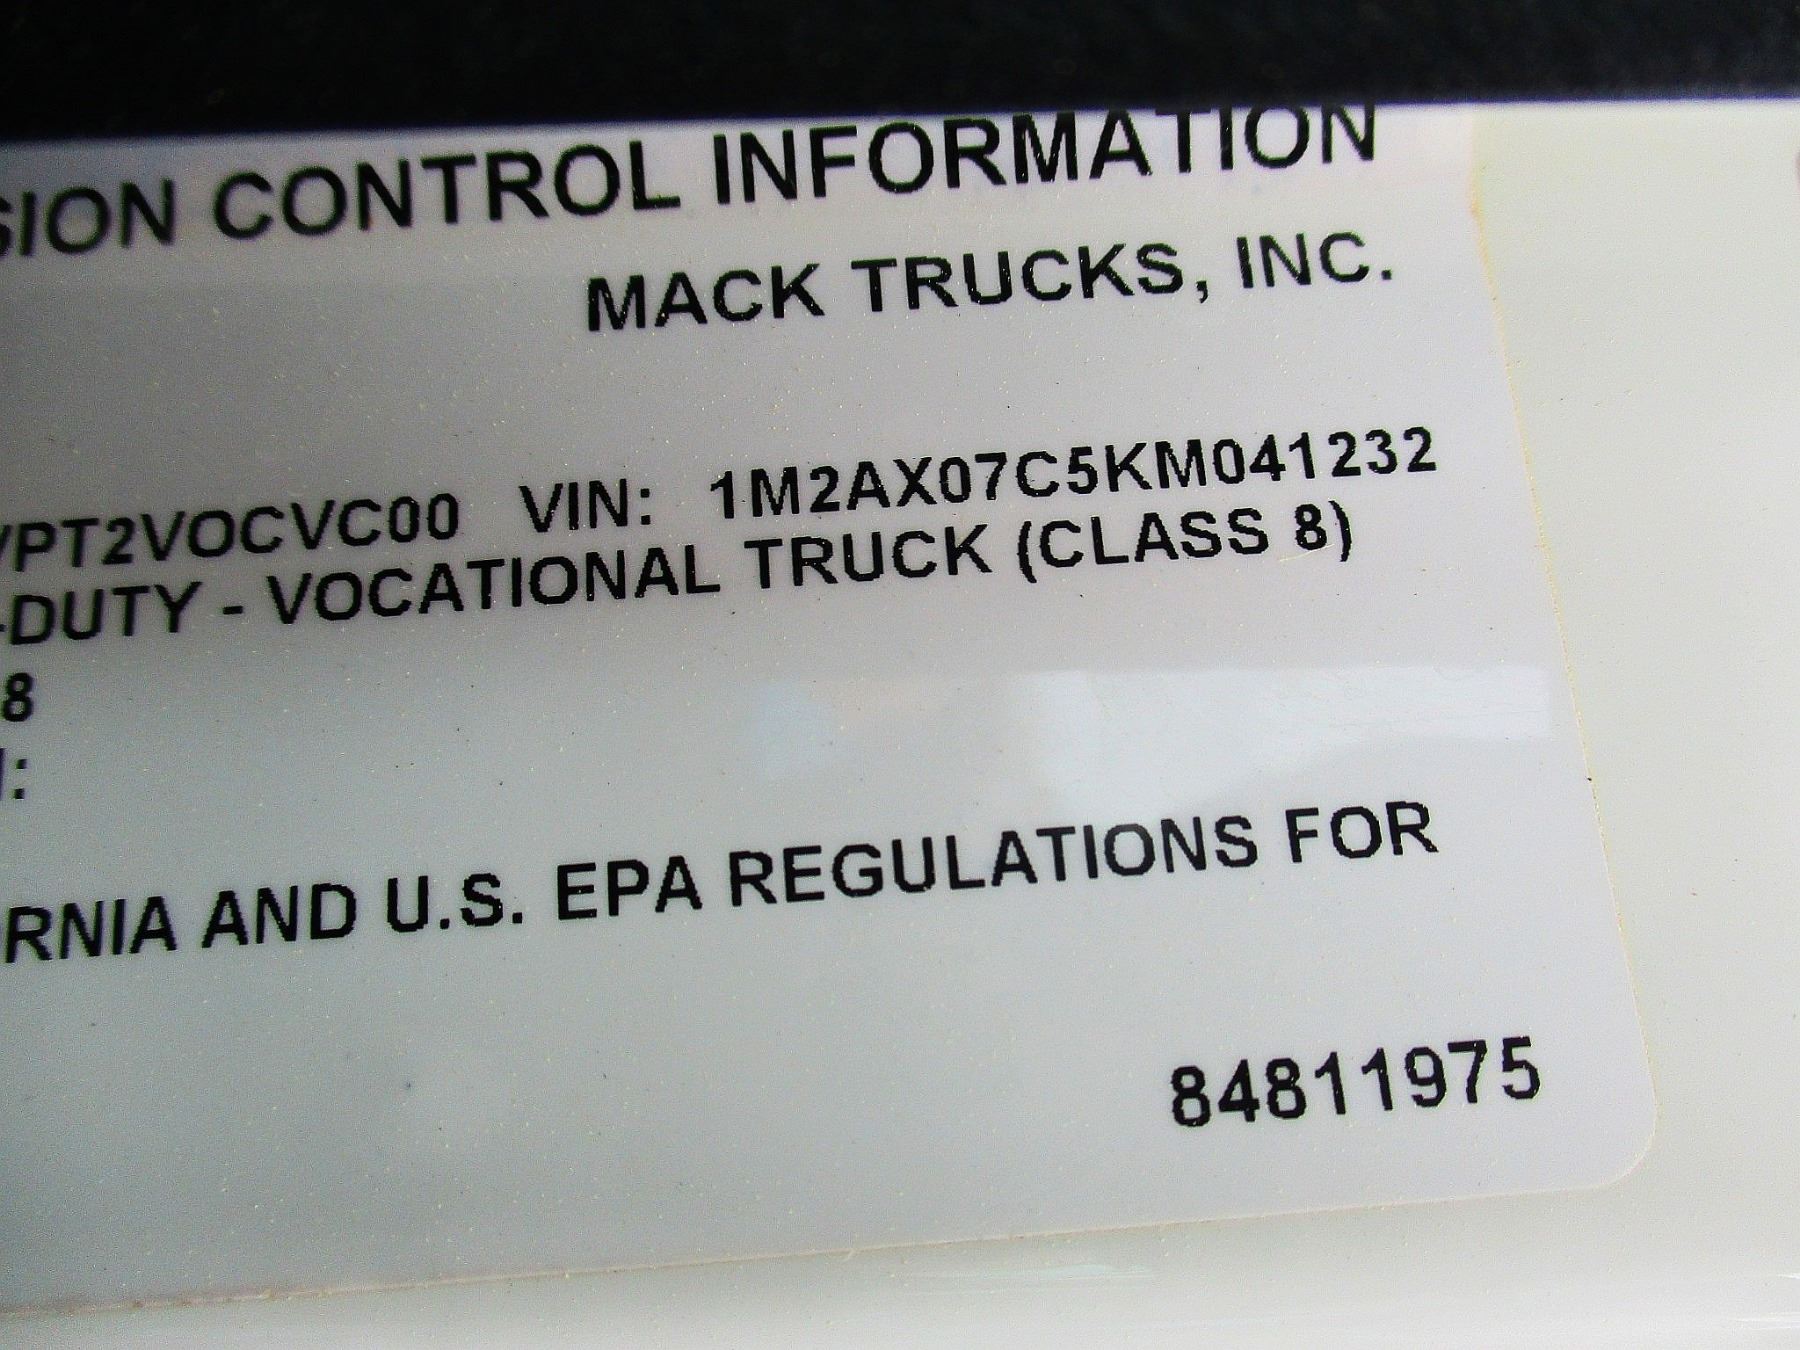 SION CONTROL INFORMATION
MACK TRUCKS, INC.
VPT2VOCVC00 VIN: 1M2AX07C5KM041232
-DUTY - VOCATIONAL TRUCK (CLASS 8)
8
:
RNIA AND U.S. EPA REGULATIONS FOR
84811975